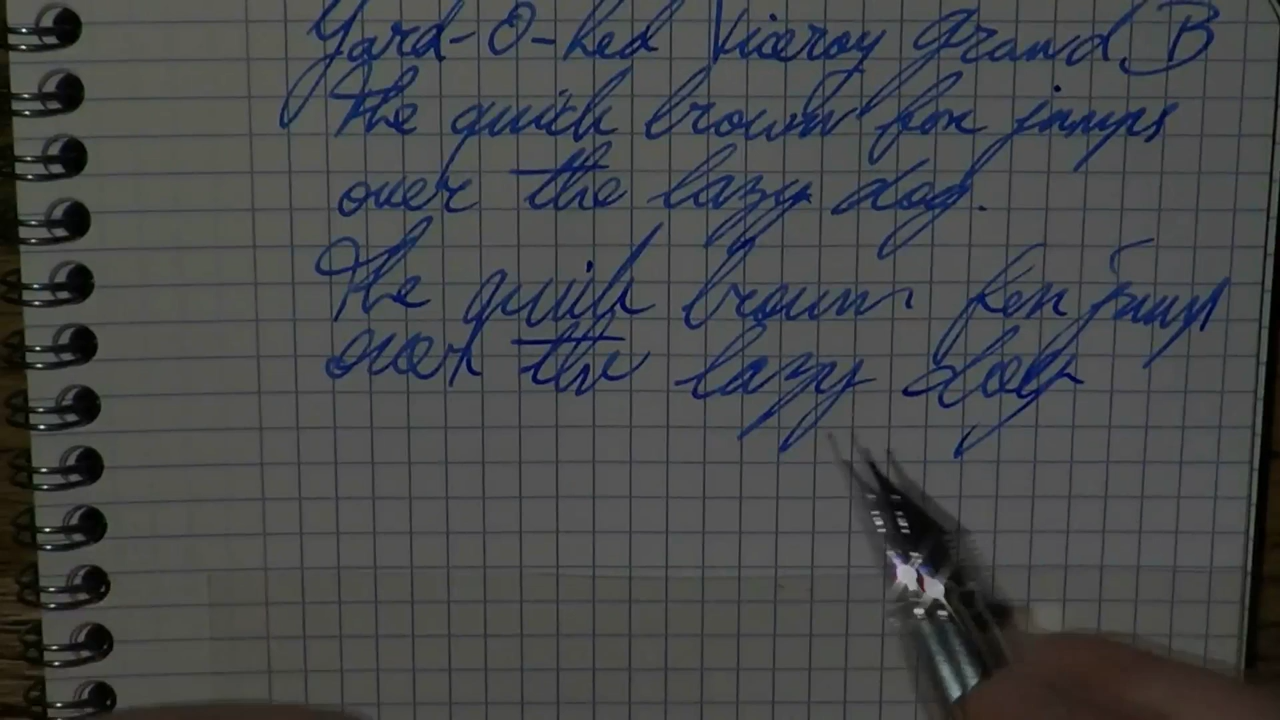 Yard-O-Led Viceroy Grand B
The quick brown fox jumps
over the lazy dog.
The quick brown fox jumps
over the lazy dog